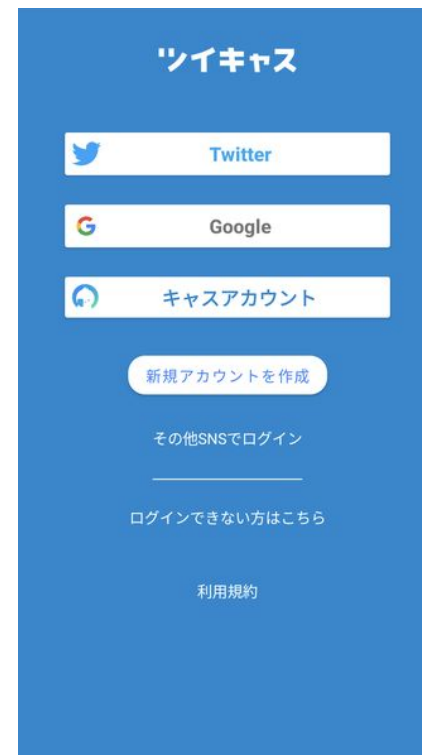 ツイキャス
Twitter
Google
キャスアカウント
新規アカウントを作成
その他SNSでログイン
ログインできない方はこちら
利用規約